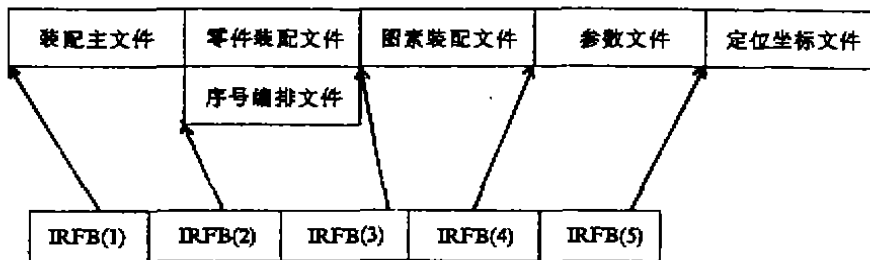 装配主文件 零件装配文件 图素装配文件 参数文件 定位坐标文件
序号编排文件
IRFB(1) IRFB(2) IRFB(3) IRFB(4) IRFB(5)